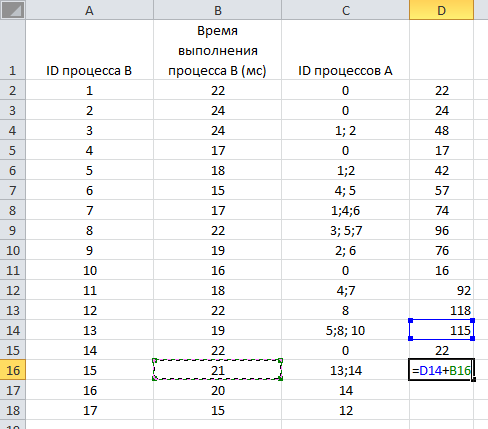 A B C D
1 ID процесса B Время выполнения процесса B (мс) ID процессов A
2 1 22 0 22
3 2 24 0 24
4 3 24 1; 2 48
5 4 17 0 17
6 5 18 1;2 42
7 6 15 4; 5 57
8 7 17 1;4;6 74
9 8 22 3; 5;7 96
10 9 19 2; 6 76
11 10 16 0 16
12 11 18 4;7 92
13 12 22 8 118
14 13 19 5;8; 10 115
15 14 22 0 22
16 15 21 13;14 =D14+B16
17 16 20 14
18 17 15 12
19